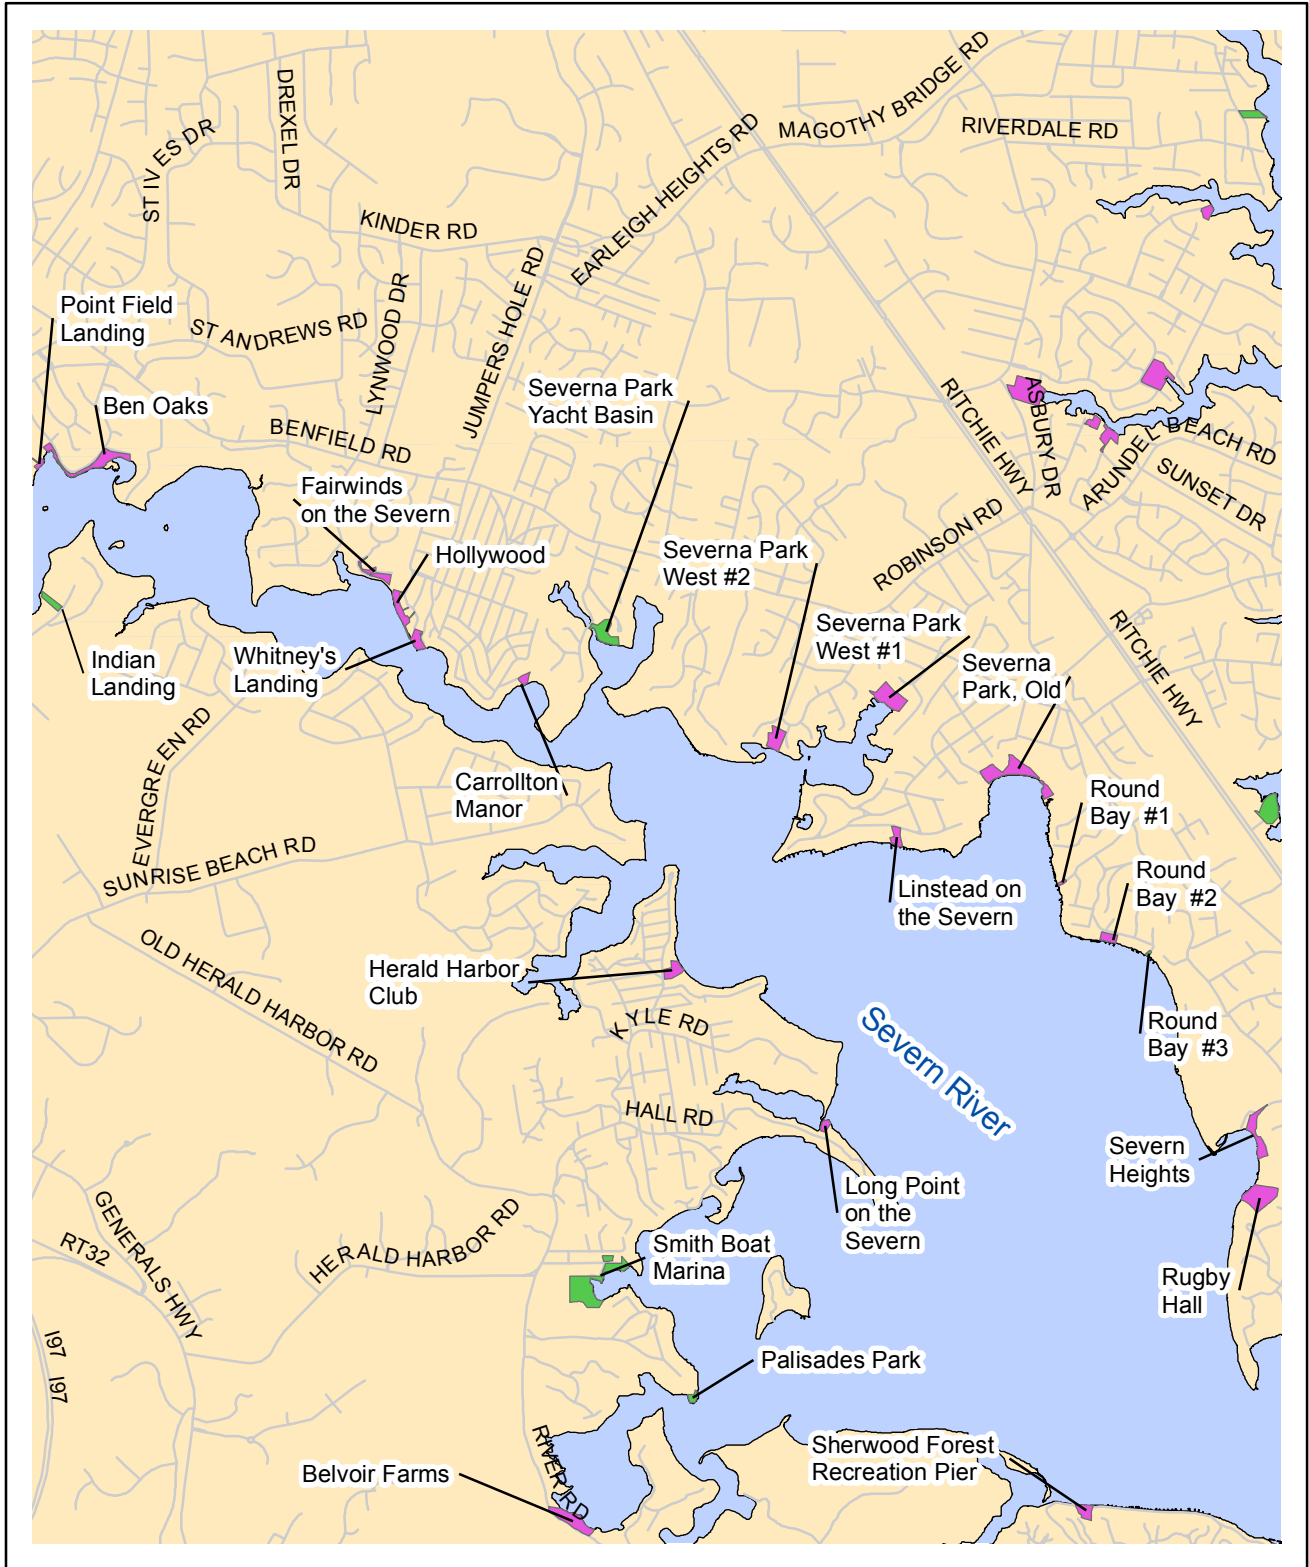 MAGOTHY BRIDGE RD
RIVERDALE RD
DREXEL DR
ST IVES DR
EARLEIGH HEIGHTS RD
KINDER RD
JUMPERS HOLE RD
LYNWOOD DR
Point Field
Landing
ST ANDREWS RD
Ben Oaks
Severna Park
Yacht Basin
RITCHIE HWY
ASBURY DR
ARUNDEL BEACH RD
SUNSET DR
BENFIELD RD
Fairwinds
on the Severn
Hollywood
Severna Park
West #2
ROBINSON RD
Severna Park
West #1
Severna
Park, Old
RITCHIE HWY
Indian
Landing
Whitney's
Landing
EVERGREEN RD
Carrollton
Manor
Round
Bay #1
SUNRISE BEACH RD
Round
Bay #2
Linstead on
the Severn
OLD HERALD HARBOR RD
Herald Harbor
Club
KYLE RD
Severn River
Round
Bay #3
HALL RD
Severn
Heights
Long Point
on the
Severn
GENERALS HWY
RT32
HERALD HARBOR RD
Smith Boat
Marina
Rugby
Hall
I97
I97
Palisades Park
Sherwood Forest
Recreation Pier
RIVER RD
Belvoir Farms